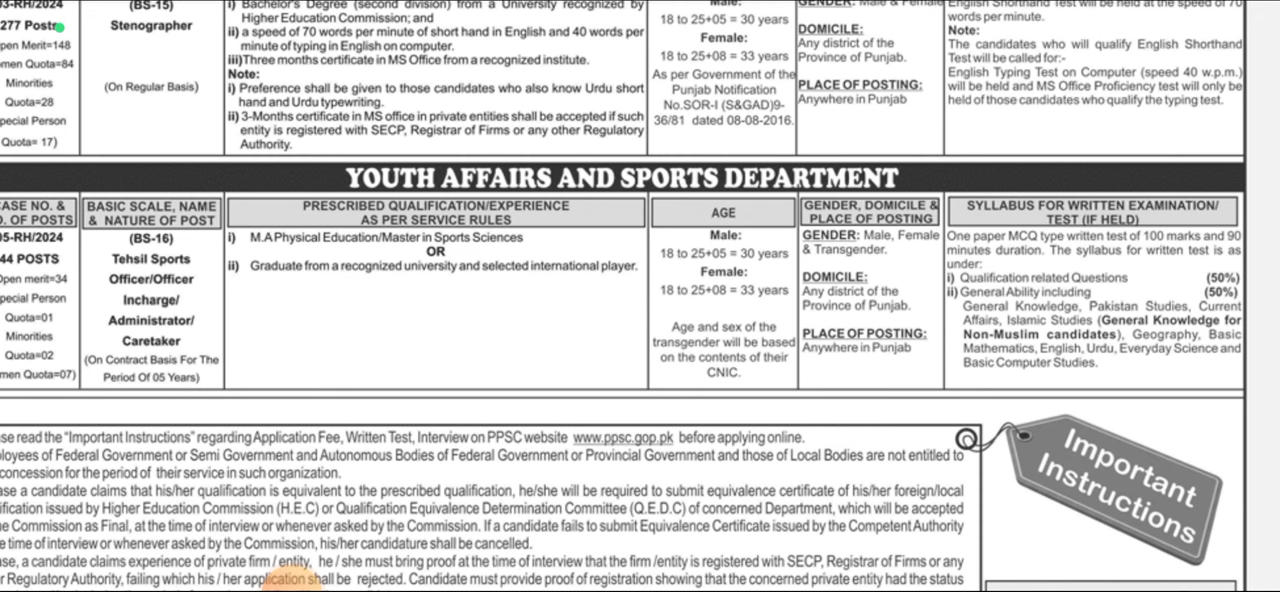 03-RH/2024
277 Posts
Open Merit=148
Women Quota=84
Minorities
Quota=28
Special Person
Quota= 17)
(BS-15)
Stenographer
(On Regular Basis)
i) Bachelor's Degree (second division) from a University recognized by
Higher Education Commission; and
ii) a speed of 70 words per minute of short hand in English and 40 words per
minute of typing in English on computer.
iii)Three months certificate in MS Office from a recognized institute.
Note:
i) Preference shall be given to those candidates who also know Urdu short
hand and Urdu typewriting.
ii) 3-Months certificate in MS office in private entities shall be accepted if such
entity is registered with SECP, Registrar of Firms or any other Regulatory
Authority.
Male:
18 to 25+05 = 30 years
Female:
18 to 25+08 = 33 years
As per Government of the
Punjab Notification
No.SOR-I (S&GAD)9-
36/81 dated 08-08-2016.
GENDER: Male & Female
DOMICILE:
Any district of the
Province of Punjab.
PLACE OF POSTING:
Anywhere in Punjab
English Shorthand Test will be held at the speed of 70
words per minute.
Note:
The candidates who will qualify English Shorthand
Test will be called for:-
English Typing Test on Computer (speed 40 w.p.m.)
will be held and MS Office Proficiency test will only be
held of those candidates who qualify the typing test.
YOUTH AFFAIRS AND SPORTS DEPARTMENT
CASE NO. &
NO. OF POSTS
BASIC SCALE, NAME
& NATURE OF POST
PRESCRIBED QUALIFICATION/EXPERIENCE
AS PER SERVICE RULES
AGE
GENDER, DOMICILE &
PLACE OF POSTING
SYLLABUS FOR WRITTEN EXAMINATION/
TEST (IF HELD)
05-RH/2024
44 POSTS
Open merit=34
Special Person
Quota=01
Minorities
Quota=02
Women Quota=07)
(BS-16)
Tehsil Sports
Officer/Officer
Incharge/
Administrator/
Caretaker
(On Contract Basis For The
Period Of 05 Years)
i) M.A Physical Education/Master in Sports Sciences
OR
ii) Graduate from a recognized university and selected international player.
Male:
18 to 25+05 = 30 years
Female:
18 to 25+08 = 33 years
Age and sex of the
transgender will be based
on the contents of their
CNIC.
GENDER: Male, Female
& Transgender.
DOMICILE:
Any district of the
Province of Punjab.
PLACE OF POSTING:
Anywhere in Punjab
One paper MCQ type written test of 100 marks and 90
minutes duration. The syllabus for written test is as
under:
i) Qualification related Questions (50%)
ii) General Ability including (50%)
General Knowledge, Pakistan Studies, Current
Affairs, Islamic Studies (General Knowledge for
Non-Muslim candidates), Geography, Basic
Mathematics, English, Urdu, Everyday Science and
Basic Computer Studies.
se read the “Important Instructions” regarding Application Fee, Written Test, Interview on PPSC website www.ppsc.gop.pk before applying online.
ployees of Federal Government or Semi Government and Autonomous Bodies of Federal Government or Provincial Government and those of Local Bodies are not entitled to
concession for the period of their service in such organization.
ase a candidate claims that his/her qualification is equivalent to the prescribed qualification, he/she will be required to submit equivalence certificate of his/her foreign/local
ification issued by Higher Education Commission (H.E.C) or Qualification Equivalence Determination Committee (Q.E.D.C) of concerned Department, which will be accepted
he Commission as Final, at the time of interview or whenever asked by the Commission. If a candidate fails to submit Equivalence Certificate issued by the Competent Authority
e time of interview or whenever asked by the Commission, his/her candidature shall be cancelled.
ase, a candidate claims experience of private firm / entity, he / she must bring proof at the time of interview that the firm /entity is registered with SECP, Registrar of Firms or any
r Regulatory Authority, failing which his / her application shall be rejected. Candidate must provide proof of registration showing that the concerned private entity had the status
Important
Instructions